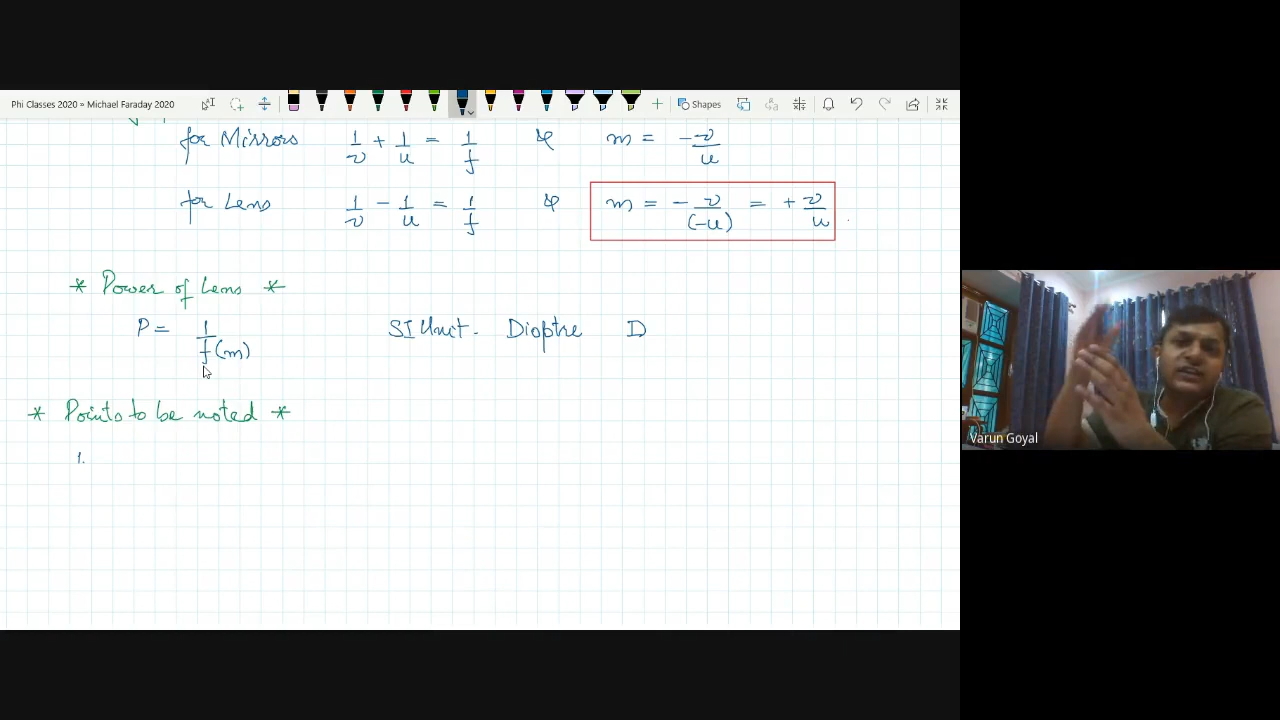 Phi Classes 2020 » Michael Faraday 2020
Shapes
for Mirrors 1/v + 1/u = 1/f & m = -v/u
for Lens 1/v - 1/u = 1/f & m = - v/(-u) = + v/u
* Power of Lens *
P = 1/f(m) SI Unit. Dioptre D
* Points to be noted *
1.
Varun Goyal